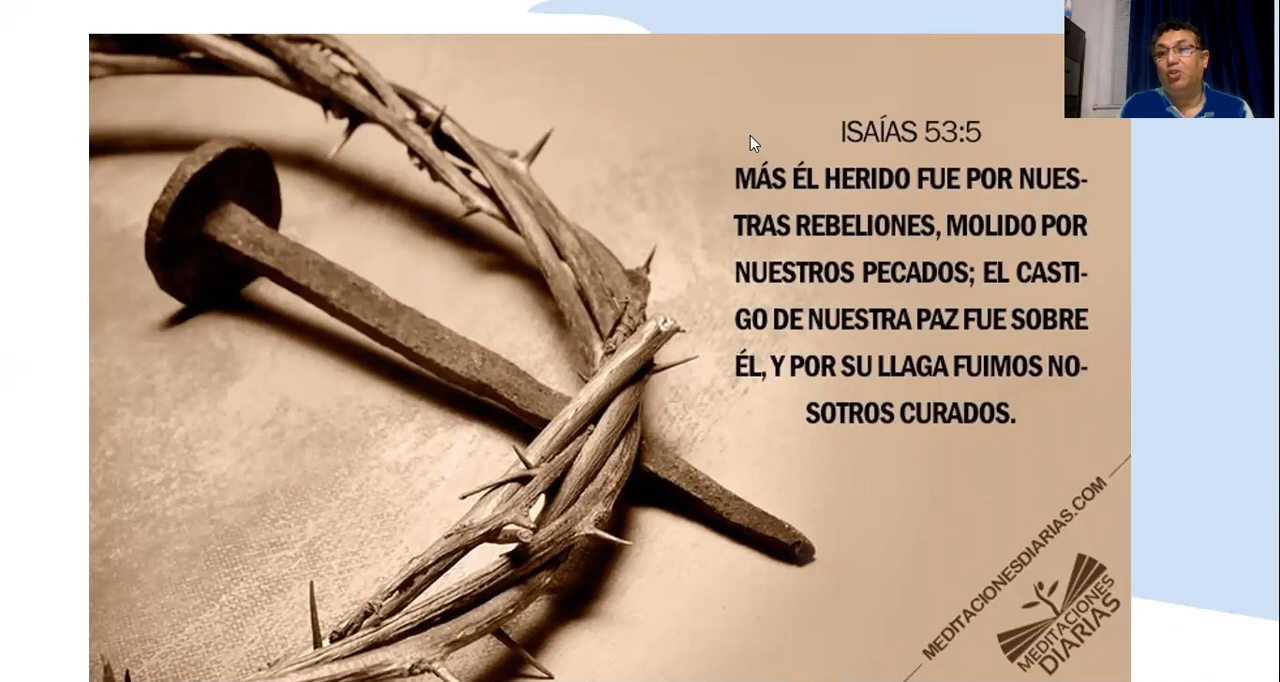 ISAÍAS 53:5
MÁS ÉL HERIDO FUE POR NUES-
TRAS REBELIONES, MOLIDO POR
NUESTROS PECADOS; EL CASTI-
GO DE NUESTRA PAZ FUE SOBRE
ÉL, Y POR SU LLAGA FUIMOS NO-
SOTROS CURADOS.
MEDITACIONESDIARIAS.COM
MEDITACIONES
DIARIAS